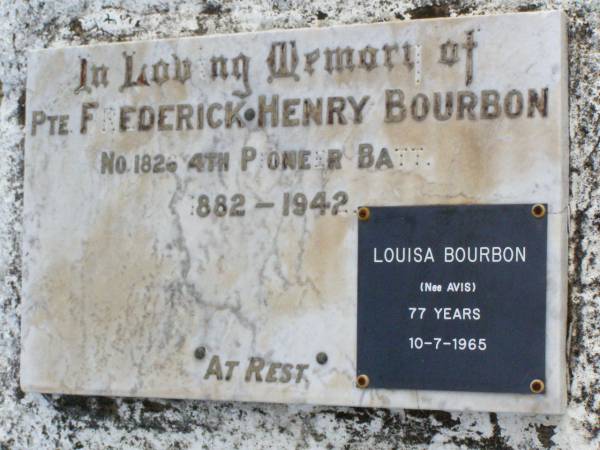 In Loving Memory of
PTE FREDERICK HENRY BOURBON
No. 1826 4TH PIONEER BATT.
1882 - 1942.
AT REST.
LOUISA BOURBON
(Nee AVIS)
77 YEARS
10-7-1965